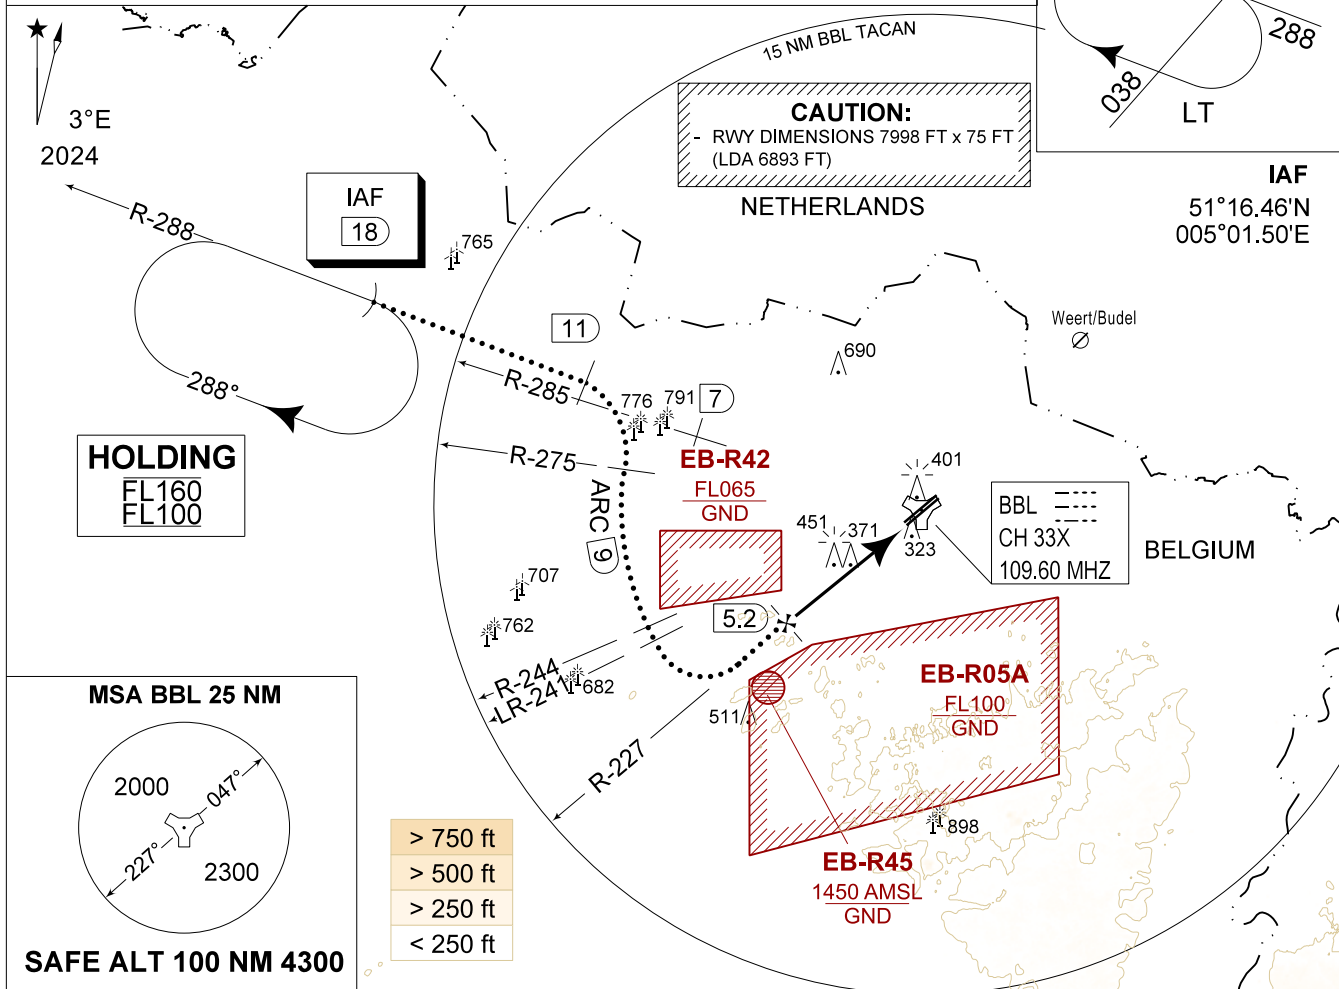 15 NM BBL TACAN
288
038
LT
3°E
2024
CAUTION:
- RWY DIMENSIONS 7998 FT x 75 FT
(LDA 6893 FT)
NETHERLANDS
IAF
51°16.46'N
005°01.50'E
IAF
18
R-288
765
11
Weert/Budel
690
288°
R-285
776
791
7
HOLDING
FL160
FL100
R-275
EB-R42
FL065
GND
ARC 9
401
451
371
323
BBL
CH 33X
109.60 MHZ
BELGIUM
707
762
5.2
R-244
LR-241
682
EB-R05A
FL100
GND
511
R-227
MSA BBL 25 NM
2000
047°
227°
2300
SAFE ALT 100 NM 4300
> 750 ft
> 500 ft
> 250 ft
< 250 ft
898
EB-R45
1450 AMSL
GND